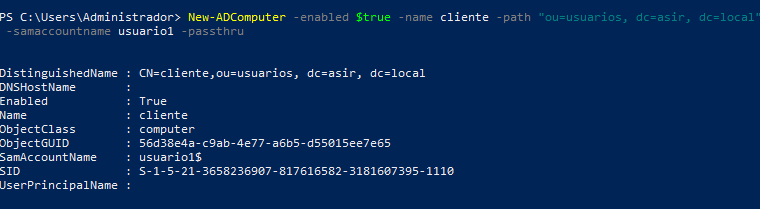 PS C:\Users\Administrador> New-ADComputer -enabled $true -name cliente -path "ou=usuarios, dc=asir, dc=local"
-samaccountname usuario1 -passthru
DistinguishedName : CN=cliente,ou=usuarios, dc=asir, dc=local
DNSHostName :
Enabled : True
Name : cliente
ObjectClass : computer
ObjectGUID : 56d38e4a-c9ab-4e77-a6b5-d55015ee7e65
SamAccountName : usuario1$
SID : S-1-5-21-3658236907-817616582-3181607395-1110
UserPrincipalName :